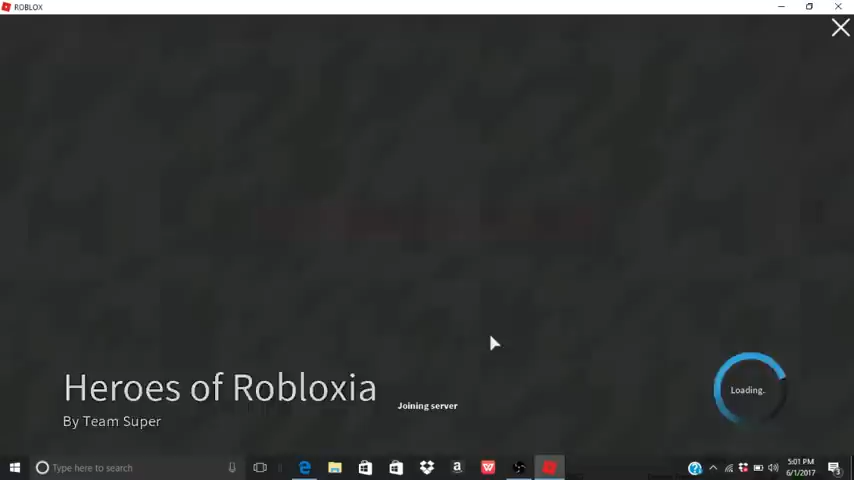 ROBLOX
Heroes of Robloxia
By Team Super
Joining server
Loading.
Type here to search
5:01 PM
6/1/2017